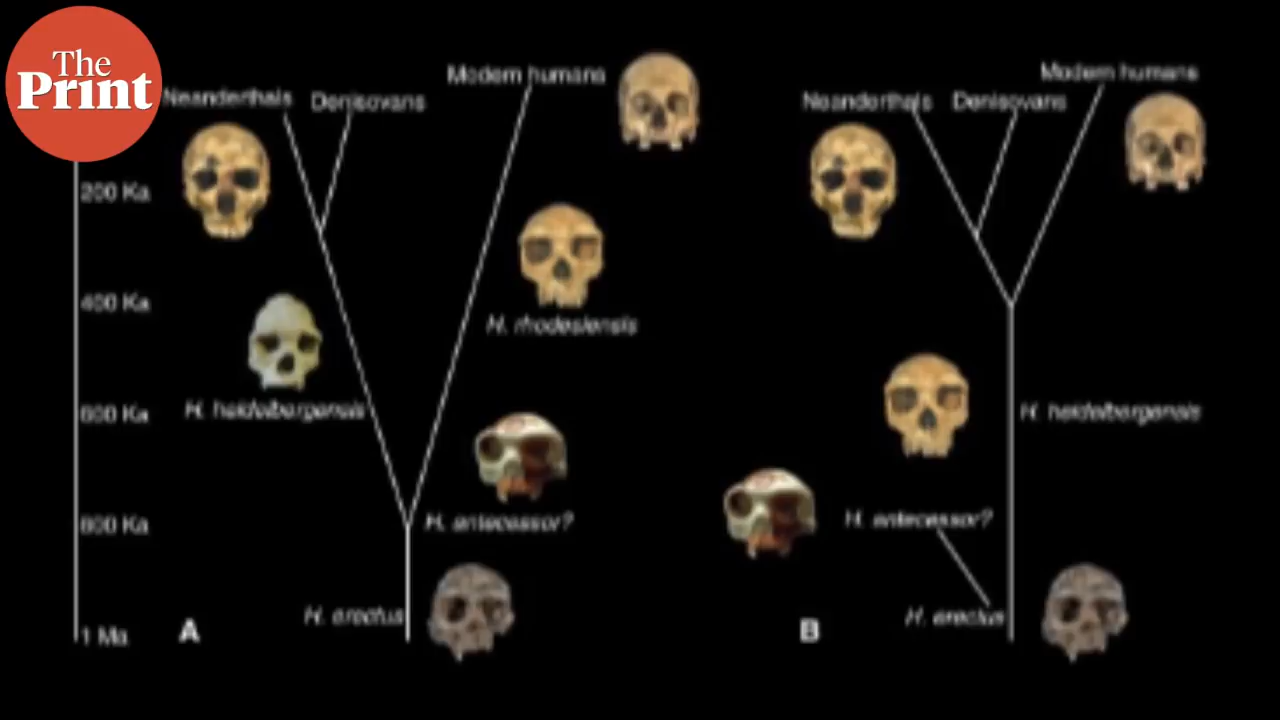 The
Print
Neanderthals
Denisovans
Modern humans
200 Ka
400 Ka
H. rhodesiensis
H. heidelbergensis
600 Ka
800 Ka
H. antecessor?
H. erectus
1 Ma
A
Neanderthals
Denisovans
Modern humans
H. heidelbergensis
H. antecessor?
H. erectus
B